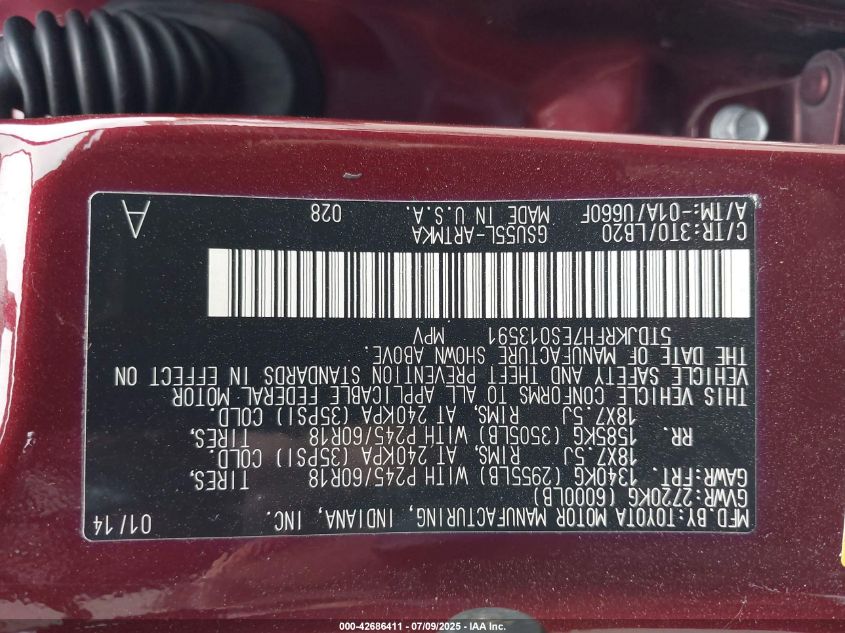 MFD.BY:TOYOTA MOTOR MANUFACTURING, INDIANA, INC. 01/14
GVWR:2720KG (6000LB)
GAWR:FRT. 1340KG (2955LB) WITH P245/60R18 TIRES,
18X7.5J RIMS, AT 240KPA (35PSI) COLD.
RR. 1585KG (3505LB) WITH P245/60R18 TIRES,
18X7.5J RIMS, AT 240KPA (35PSI) COLD.
THIS VEHICLE CONFORMS TO ALL APPLICABLE FEDERAL MOTOR
VEHICLE SAFETY AND THEFT PREVENTION STANDARDS IN EFFECT ON
THE DATE OF MANUFACTURE SHOWN ABOVE.
5TDJKRFH7ES013591 MPV
C/TR:3T0/LB20 GSU55L-ARTMKA 028 A
A/TM:-01A/U660F MADE IN U.S.A.
000-42686411 - 07/09/2025 - IAA Inc.